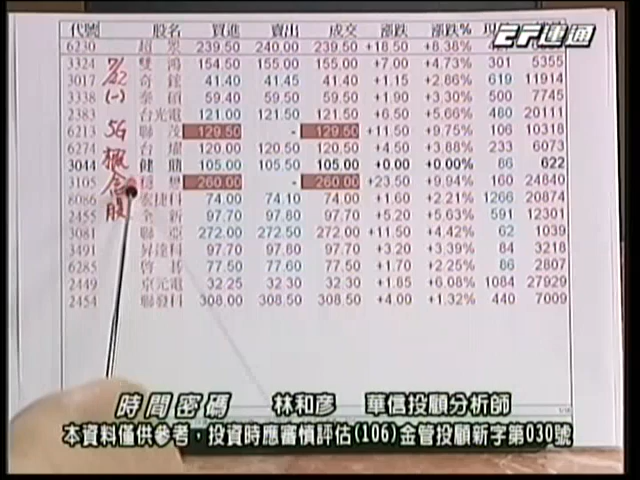 代號 股名 買進 賣出 成交 漲跌 漲跌% 現
6230 超眾 239.50 240.00 239.50 +18.50 +8.38%
3324 雙鴻 154.50 155.00 155.00 +7.00 +4.73% 301 5355
3017 奇鋐 41.40 41.45 41.40 +1.15 +2.86% 619 11914
3338 泰碩 59.40 59.50 59.50 +1.90 +3.30% 500 7745
2383 台光電 121.00 121.50 121.50 +6.50 +5.66% 480 20111
6213 聯茂 129.50 - 129.50 +11.50 +9.75% 106 10318
6274 台燿 120.00 120.50 120.50 +4.50 +3.88% 233 6073
3044 健鼎 105.00 105.50 105.00 +0.00 +0.00% 86 622
3105 穩懋 260.00 - 260.00 +23.50 +9.94% 160 24840
8086 宏捷科 74.00 74.10 74.00 +1.60 +2.21% 1266 20874
2455 全新 97.70 97.80 97.70 +5.20 +5.63% 591 12301
3081 聯亞 272.00 272.50 272.00 +11.50 +4.42% 62 1039
3491 昇達科 97.70 97.80 97.70 +3.20 +3.39% 84 3218
6285 啓碁 77.50 77.60 77.50 +1.70 +2.25% 86 2807
2449 京元電 32.25 32.30 32.30 +1.85 +6.08% 1084 27929
2454 聯發科 308.00 308.50 308.00 +4.00 +1.32% 440 7009
7/22
(一)
5G
概
念
股
時間密碼 林和彥 華信投顧分析師
本資料僅供參考，投資時應審慎評估(106)金管投顧新字第030號